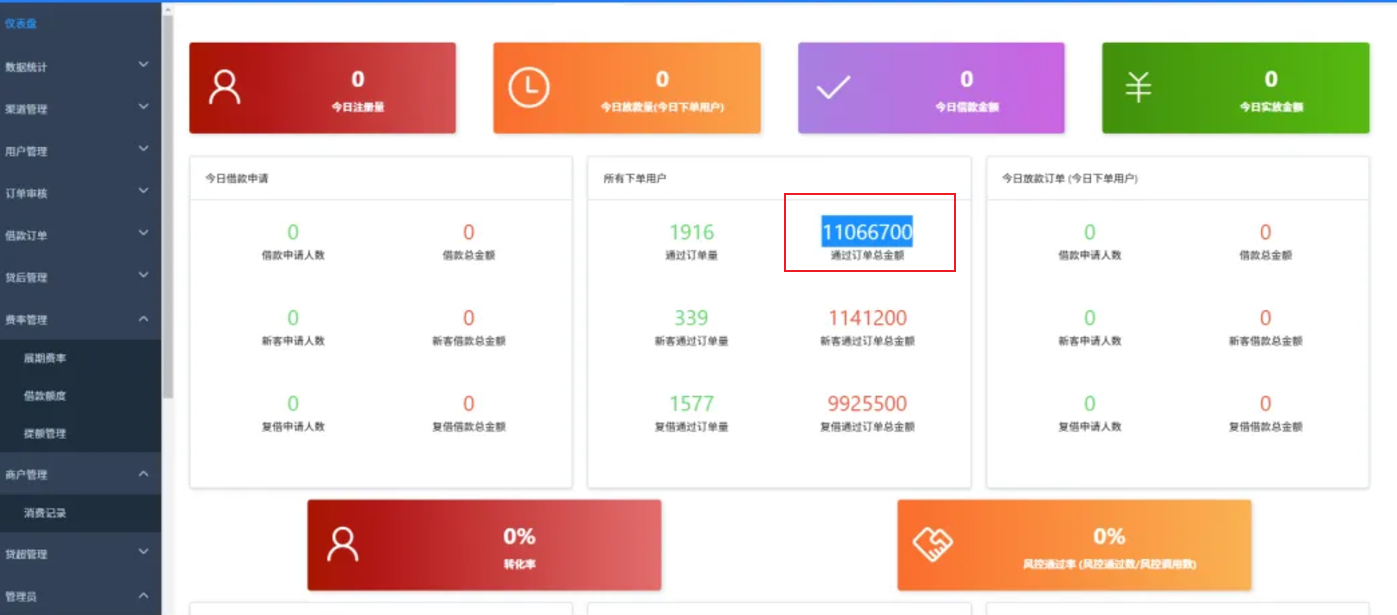 仪表盘
数据统计
渠道管理
用户管理
订单审核
借款订单
贷后管理
费率管理
展期费率
借款额度
提额管理
商户管理
消费记录
贷超管理
管理员
0
今日注册量
0
今日放款量(今日下单用户)
0
今日借款金额
0
今日实放金额
今日借款申请
0
借款申请人数
0
借款总金额
0
新客申请人数
0
新客借款总金额
0
复借申请人数
0
复借借款总金额
所有下单用户
1916
通过订单量
11066700
通过订单总金额
339
新客通过订单量
1141200
新客通过订单总金额
1577
复借通过订单量
9925500
复借通过订单总金额
今日放款订单 (今日下单用户)
0
借款申请人数
0
借款总金额
0
新客申请人数
0
新客借款总金额
0
复借申请人数
0
复借借款总金额
0%
转化率
0%
风控通过率 (风控通过数/风控调用数)